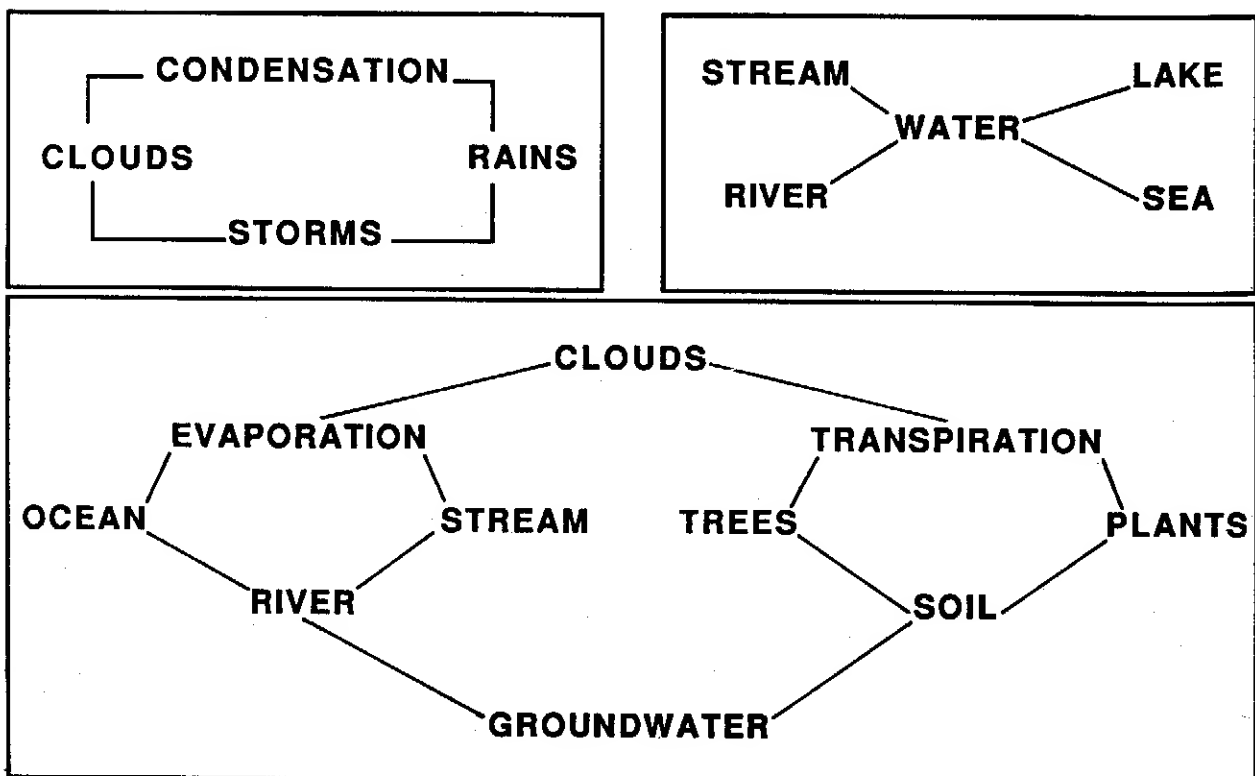 CONDENSATION
CLOUDS RAINS
STORMS
STREAM LAKE
WATER
RIVER SEA
CLOUDS
EVAPORATION TRANSPIRATION
OCEAN STREAM TREES PLANTS
RIVER SOIL
GROUNDWATER